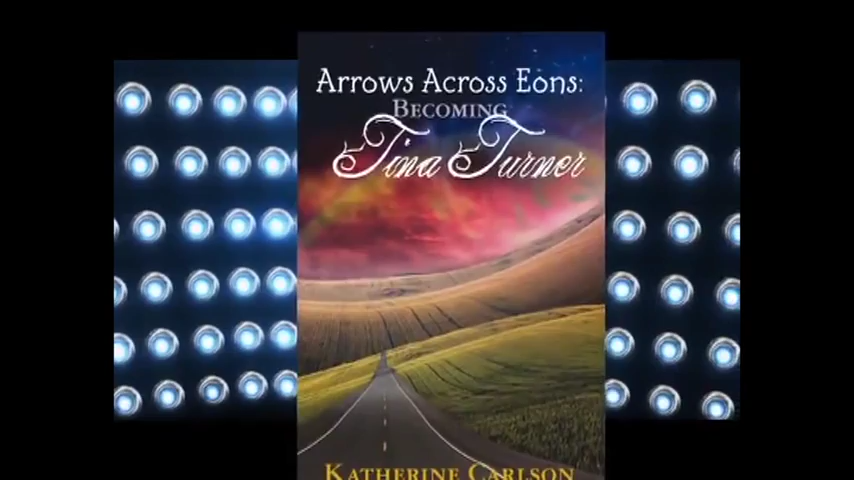 Arrows Across Eons:
Becoming
Tina Turner
Katherine Carlson